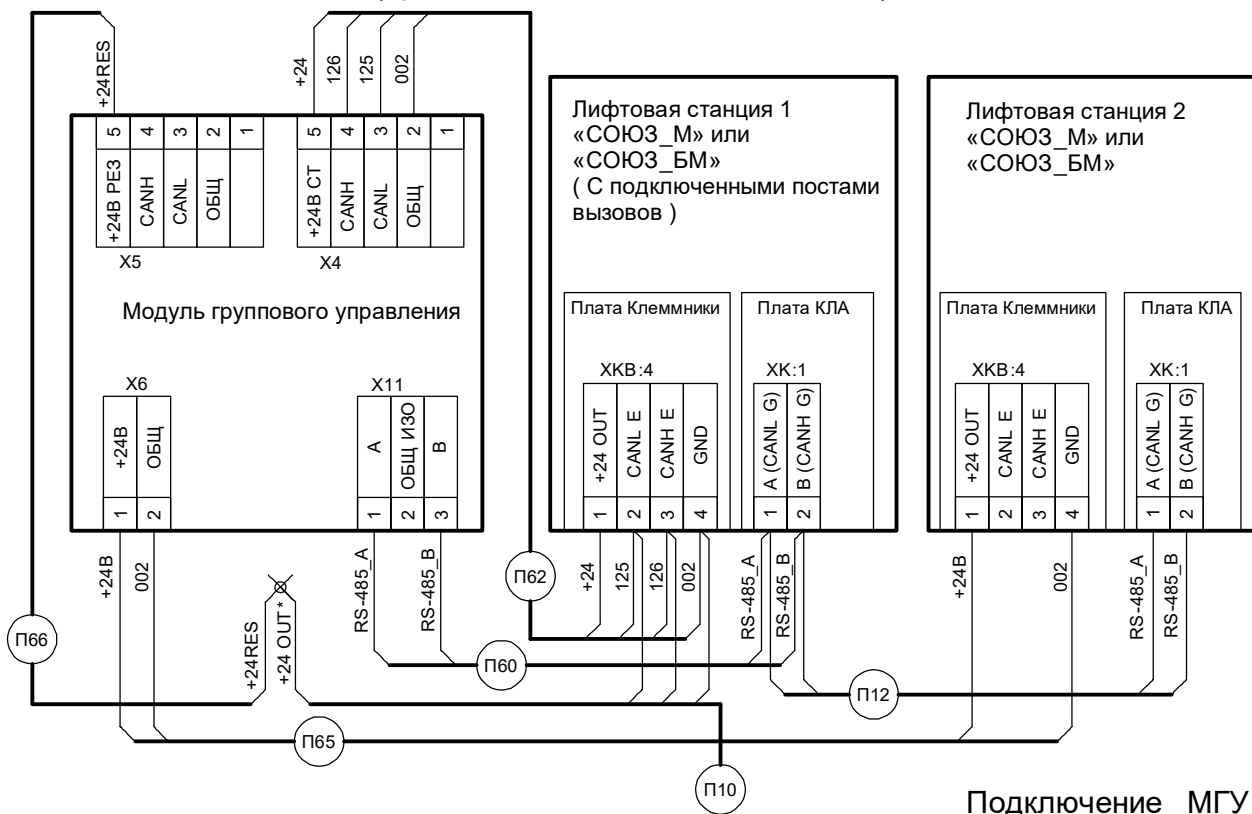 +24RES
+24
126
125
002
5
4
3
2
1
+24В РЕЗ
CANH
CANL
ОБЩ
X5
5
4
3
2
1
+24В СТ
CANH
CANL
ОБЩ
X4
Модуль группового управления
X6
+24В
ОБЩ
1
2
X11
A
ОБЩ ИЗО
B
1
2
3
Лифтовая станция 1
«СОЮЗ_М» или
«СОЮЗ_БМ»
( С подключенными постами
вызовов )
Плата Клеммники
XKB:4
+24 OUT
CANL E
CANH E
GND
1
2
3
4
Плата КЛА
XK:1
A (CANL G)
B (CANH G)
1
2
Лифтовая станция 2
«СОЮЗ_М» или
«СОЮЗ_БМ»
Плата Клеммники
XKB:4
+24 OUT
CANL E
CANH E
GND
1
2
3
4
Плата КЛА
XK:1
A (CANL G)
B (CANH G)
1
2
+24В
002
+24RES
+24 OUT *
RS-485_A
RS-485_B
П62
+24
125
126
002
RS-485_A
RS-485_B
+24В
002
RS-485_A
RS-485_B
П66
П60
П12
П65
П10
Подключение МГУ